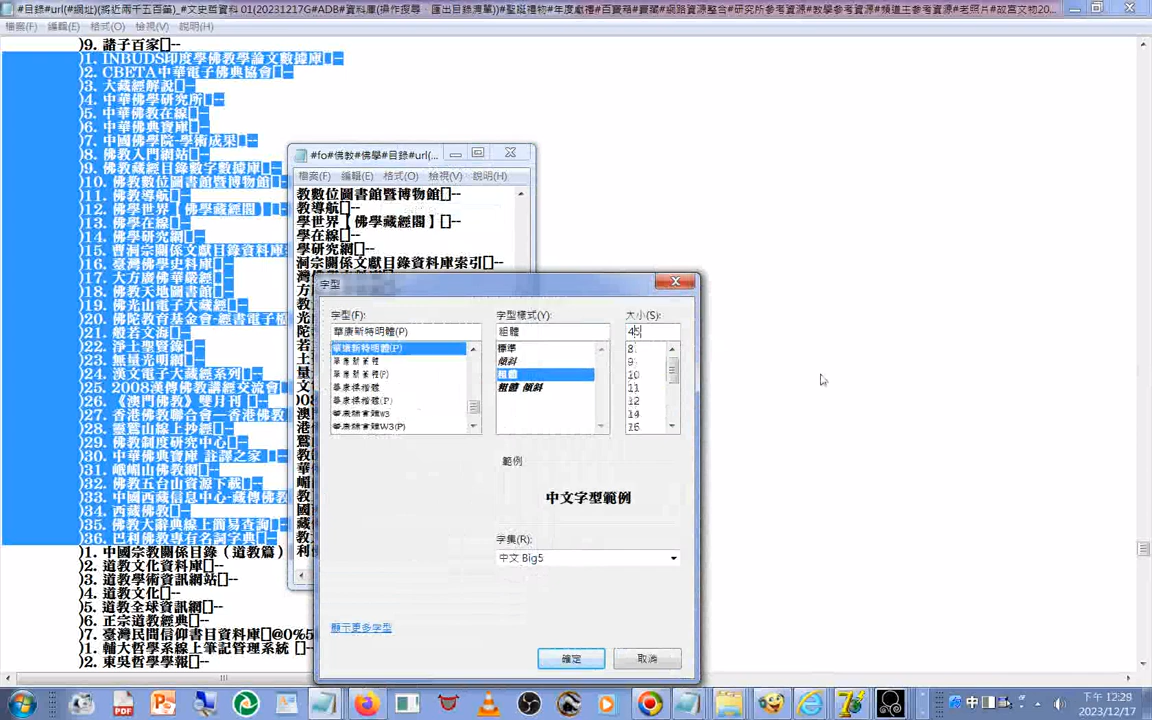 #目錄#url(#網址)(將近兩千五百筆)_#文史哲資料 01(20231217G#ADB#資料庫(操作搜尋、匯出目錄清單))#聖誕禮物#年度獻禮#百寶箱#寶藏#網路資源整合#研究所參考資源#教學參考資源#頻道主參考資源#老照片#故宮文物20...
檔案(F) 編輯(E) 格式(O) 檢視(V) 說明(H)
)9. 諸子百家[]--
)1. INBUDS印度學佛教學論文數據庫[]--
)2. CBETA中華電子佛典協會[]--
)3. 大藏經解說[]--
)4. 中華佛學研究所[]--
)5. 中華佛教在線[]--
)6. 中華佛典寶庫[]--
)7. 中國佛學院-學術成果[]--
)8. 佛教入門網站[]--
)9. 佛教藏經目錄數字數據庫[]--
)10. 佛教數位圖書館暨博物館[]--
)11. 佛教導航[]--
)12. 佛學世界【佛學藏經閣】[]--
)13. 佛學在線[]--
)14. 佛學研究網[]--
)15. 曹洞宗關係文獻目錄資料庫
)16. 臺灣佛學史料庫[]--
)17. 大方廣佛華嚴經[]--
)18. 佛教天地圖書館[]--
)19. 佛光山電子大藏經[]--
)20. 佛陀教育基金會-經書電子檔
)21. 般若文海[]--
)22. 淨土聖賢錄[]--
)23. 無量光明網[]--
)24. 漢文電子大藏經系列[]--
)25. 2008漢傳佛教講經交流會
)26. 《澳門佛教》雙月刊 []--
)27. 香港佛教聯合會—香港佛教
)28. 靈鷲山線上抄經[]--
)29. 佛教制度研究中心[]--
)30. 中華佛典寶庫 註譯之家[]--
)31. 峨嵋山佛教網[]--
)32. 佛教五台山資源下載[]--
)33. 中國西藏信息中心-藏傳佛教
)34. 西藏佛教[]--
)35. 佛教大辭典線上簡易查詢[]--
)36. 巴利佛教專有名詞字典[]--
)1. 中國宗教關係目錄（道教篇）
)2. 道教文化資料庫[]--
)3. 道教學術資訊網站[]--
)4. 道教文化[]--
)5. 道教全球資訊網[]--
)6. 正宗道教經典[]--
)7. 臺灣民間信仰書目資料庫[]@0%5
)1. 輔大哲學系線上筆記管理系統 []--
)2. 東吳哲學學報[]--
#fo#佛教#佛學#目錄#url(...
檔案(F) 編輯(E) 格式(O) 檢視(V) 說明(H)
教數位圖書館暨博物館[]--
教導航[]--
學世界【佛學藏經閣】[]--
學在線[]--
學研究網[]--
洞宗關係文獻目錄資料庫索引[]--
字型
字型(F):
華康新特明體(P)
華康新特明體(P)
華康楷書體
華康楷書體(P)
字型樣式(Y):
粗體
標準
傾斜
粗體
粗體 傾斜
大小(S):
45
8
9
10
11
12
14
16
範例
中文字型範例
字集(R):
中文 Big5
顯示更多字型
確定
取消
中
下午 12:29
2023/12/17